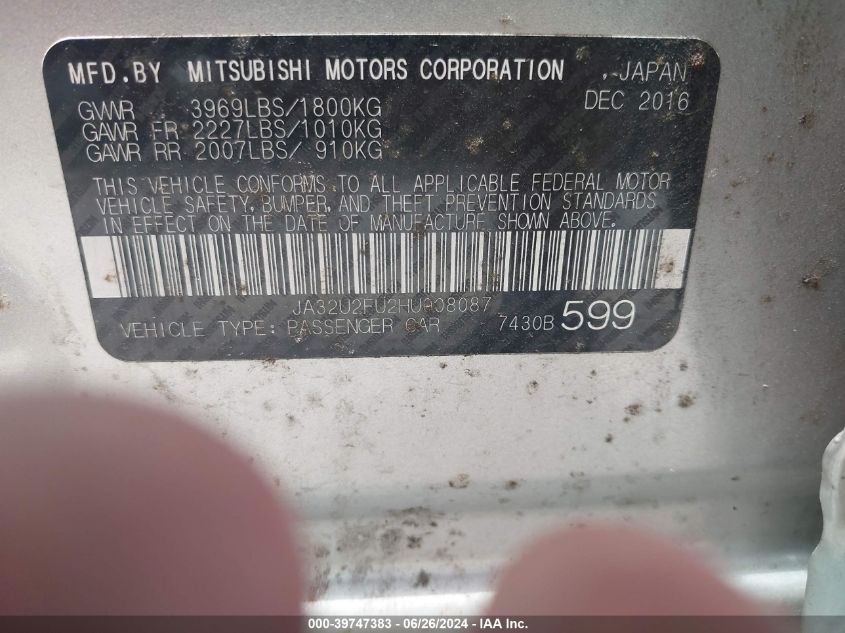 MFD.BY MITSUBISHI MOTORS CORPORATION , JAPAN
GVWR 3969LBS/1800KG DEC 2016
GAWR FR 2227LBS/1010KG
GAWR RR 2007LBS/ 910KG
THIS VEHICLE CONFORMS TO ALL APPLICABLE FEDERAL MOTOR
VEHICLE SAFETY, BUMPER, AND THEFT PREVENTION STANDARDS
IN EFFECT ON THE DATE OF MANUFACTURE SHOWN ABOVE.
JA32U2FU2HU008087
VEHICLE TYPE: PASSENGER CAR 7430B 599
000-39747383 - 06/26/2024 - IAA Inc.